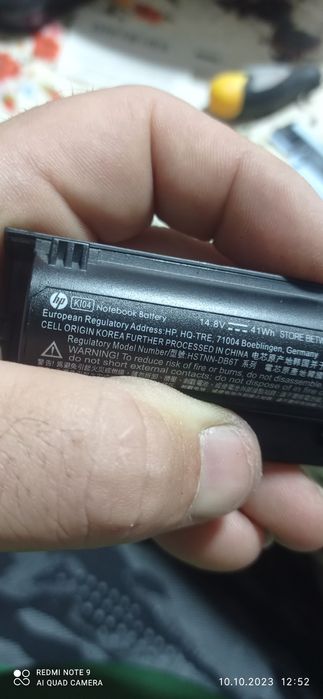 hp KI04 Notebook Battery
14.8V 41Wh STORE BETW
European Regulatory Address: HP, HQ-TRE, 71004 Boeblingen, Germany
CELL ORIGIN KOREA FURTHER PROCESSED IN CHINA
Regulatory Model Number/型號:HSTNN-DB6T 系列
WARNING! To reduce risk of fire or burns, do not disassemble
do not short external contacts; do not dispose of
REDMI NOTE 9
AI QUAD CAMERA
10.10.2023 12:52